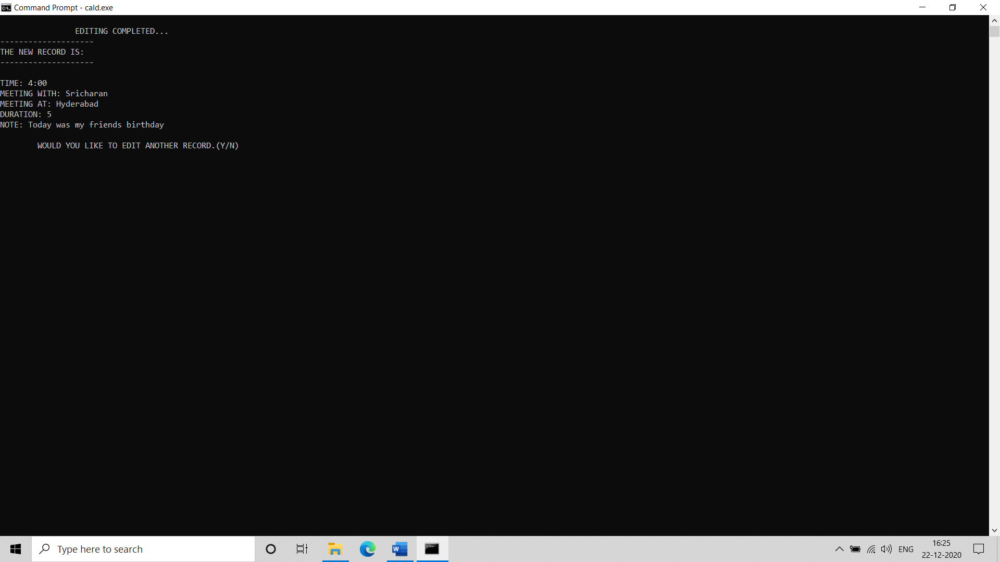 Command Prompt - cald.exe
EDITING COMPLETED...
--------------------
THE NEW RECORD IS:
--------------------
TIME: 4:00
MEETING WITH: Sricharan
MEETING AT: Hyderabad
DURATION: 5
NOTE: Today was my friends birthday
WOULD YOU LIKE TO EDIT ANOTHER RECORD.(Y/N)
Type here to search
ENG
16:25
22-12-2020